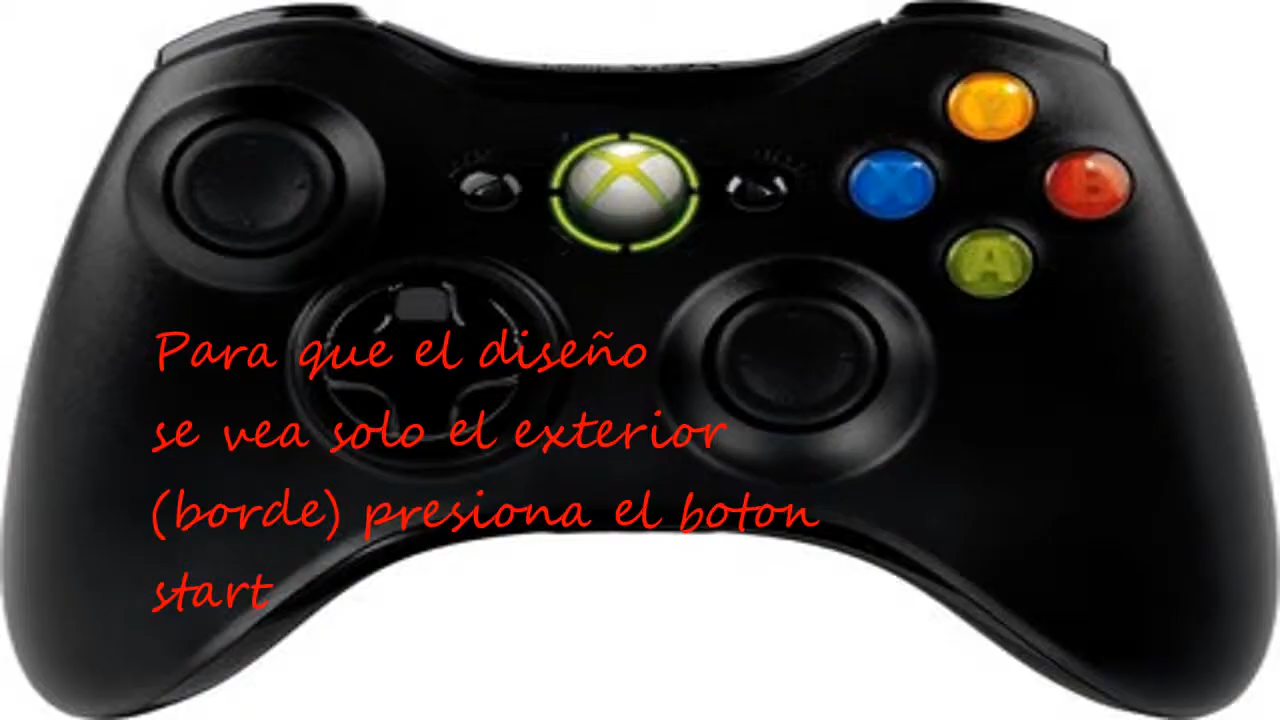 Y
X
B
A
Para que el diseño
se vea solo el exterior
(borde) presiona el boton
start